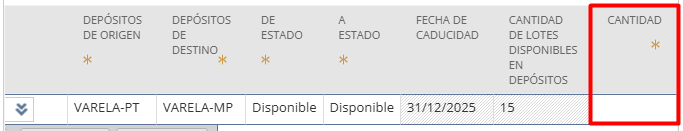 DEPÓSITOS
DE ORIGEN
*
DEPÓSITOS
DE
DESTINO *
DE
ESTADO
*
A
ESTADO
*
FECHA DE
CADUCIDAD
CANTIDAD
DE LOTES
DISPONIBLES
EN
DEPÓSITOS
CANTIDAD
*
VARELA-PT VARELA-MP Disponible Disponible 31/12/2025 15